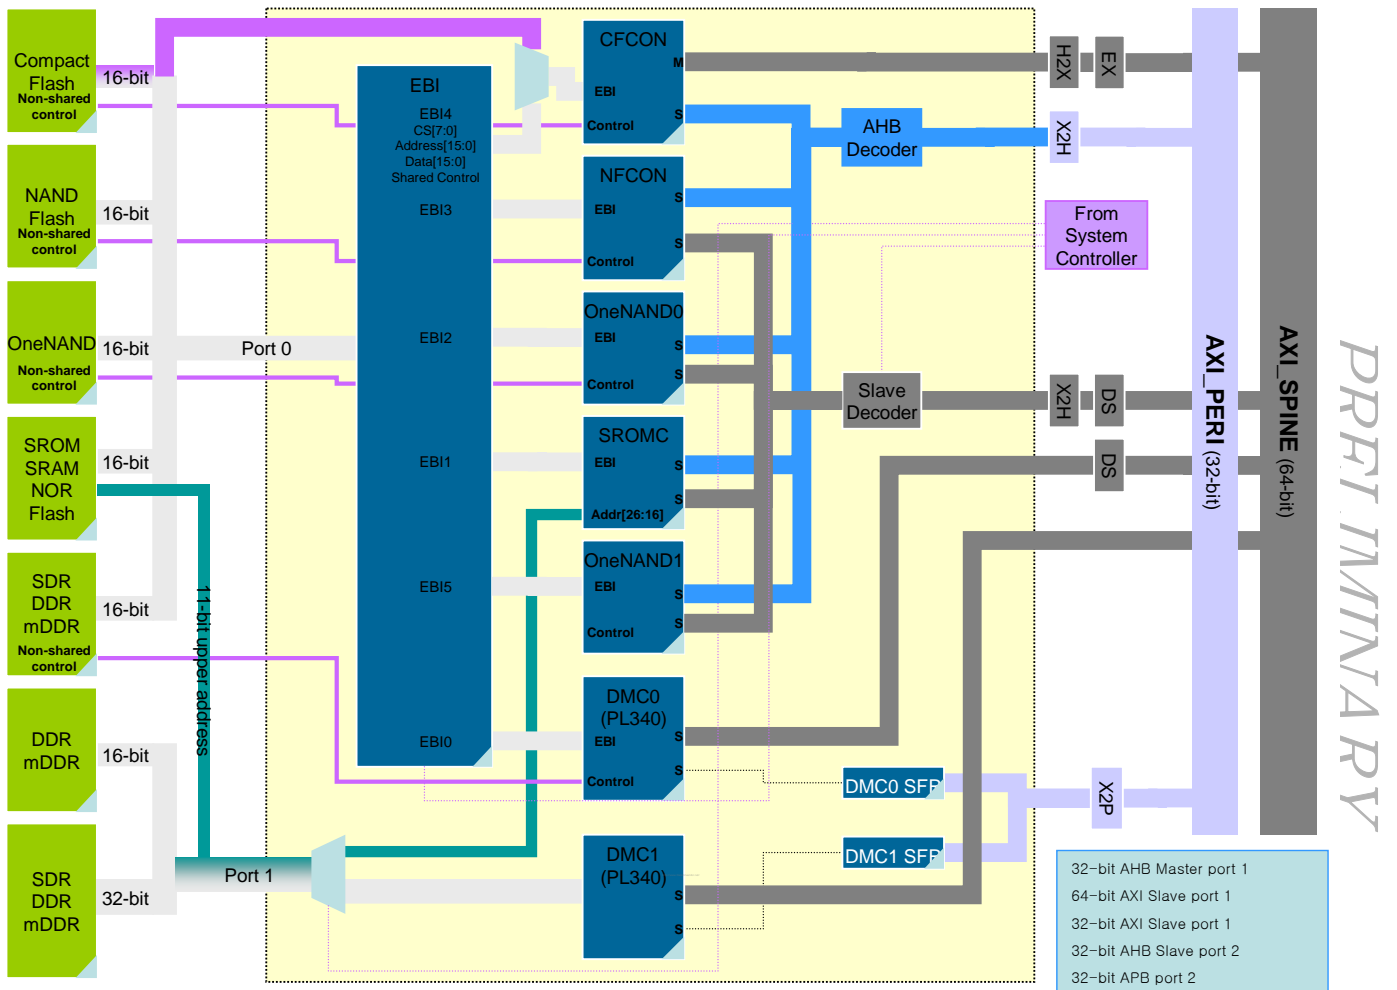 Compact
Flash
Non-shared
control
16-bit
NAND
Flash
Non-shared
control
16-bit
OneNAND
Non-shared
control
16-bit
Port 0
SROM
SRAM
NOR
Flash
16-bit
SDR
DDR
mDDR
Non-shared
control
16-bit
11-bit upper address
DDR
mDDR
16-bit
SDR
DDR
mDDR
32-bit
Port 1
EBI
EBI4
CS[7:0]
Address[15:0]
Data[15:0]
Shared Control
EBI3
EBI2
EBI1
EBI5
EBI0
CFCON
M
EBI
S
Control
NFCON
S
EBI
S
Control
OneNAND0
EBI
S
S
Control
SROMC
EBI
S
S
Addr[26:16]
OneNAND1
EBI
S
S
Control
DMC0
(PL340)
S
EBI
S
Control
DMC1
(PL340)
S
S
AHB
Decoder
Slave
Decoder
DMC0 SFR
DMC1 SFR
H2X
EX
X2H
From
System
Controller
X2H
DS
DS
X2P
AXI_PERI (32-bit)
AXI_SPINE (64-bit)
PRELIMINARY
32-bit AHB Master port 1
64-bit AXI Slave port 1
32-bit AXI Slave port 1
32-bit AHB Slave port 2
32-bit APB port 2